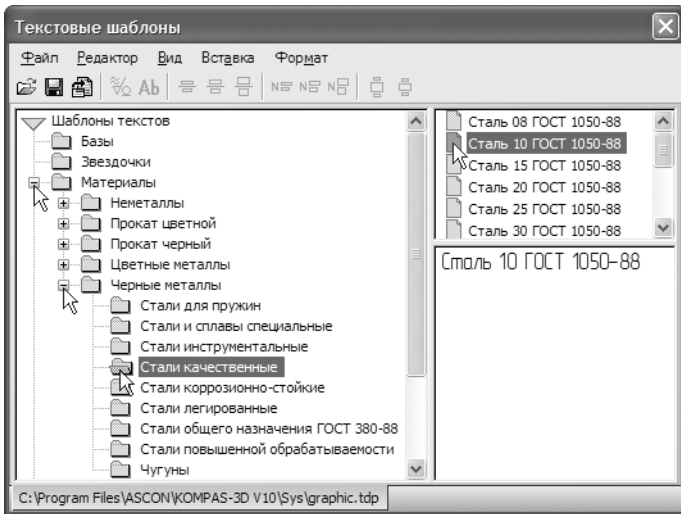 Текстовые шаблоны
Файл Редактор Вид Вставка Формат
Ab N N N
Шаблоны текстов
Базы
Звездочки
Материалы
Неметаллы
Прокат цветной
Прокат черный
Цветные металлы
Черные металлы
Стали для пружин
Стали и сплавы специальные
Стали инструментальные
Стали качественные
Стали коррозионно-стойкие
Стали легированные
Стали общего назначения ГОСТ 380-88
Стали повышенной обрабатываемости
Чугуны
Сталь 08 ГОСТ 1050-88
Сталь 10 ГОСТ 1050-88
Сталь 15 ГОСТ 1050-88
Сталь 20 ГОСТ 1050-88
Сталь 25 ГОСТ 1050-88
Сталь 30 ГОСТ 1050-88
Сталь 10 ГОСТ 1050-88
C:\Program Files\ASCON\KOMPAS-3D V10\Sys\graphic.tdp